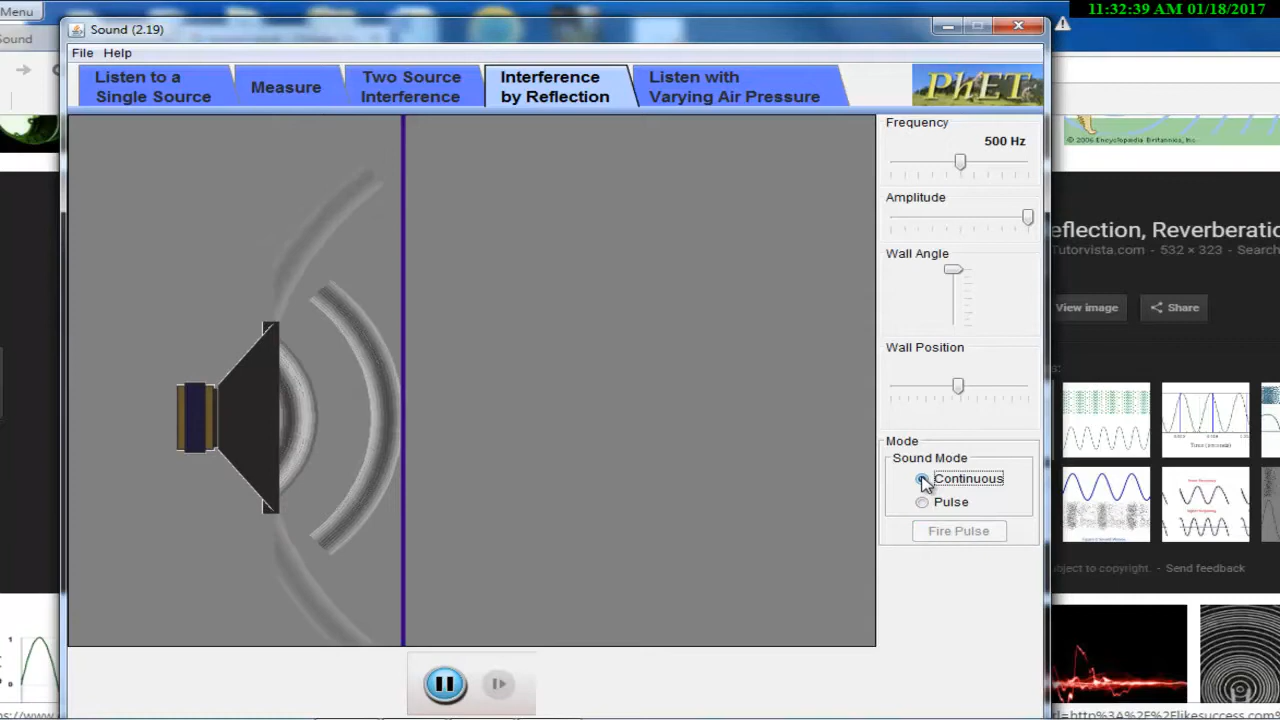 Menu
11:32:39 AM 01/18/2017
Sound (2.19)
Sound
File Help
Listen to a
Single Source
Measure
Two Source
Interference
Interference
by Reflection
Listen with
Varying Air Pressure
PhET
Frequency
500 Hz
Amplitude
Wall Angle
Wall Position
Mode
Sound Mode
Continuous
Pulse
Fire Pulse
© 2006 Encyclopædia Britannica, Inc.
eflection, Reverberatio
Tutorvista.com - 532 × 323 - Search
View image
Share
s:
ubject to copyright. - Send feedback